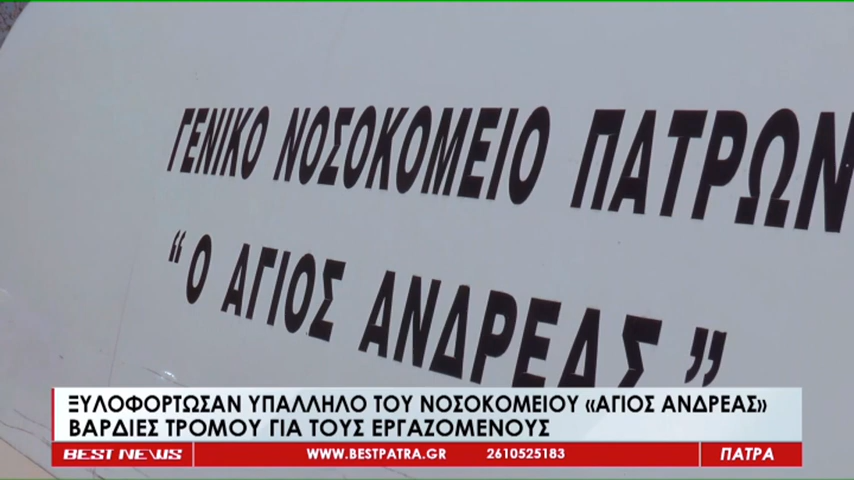 ΓΕΝΙΚΟ ΝΟΣΟΚΟΜΕΙΟ ΠΑΤΡΩΝ
“ Ο ΑΓΙΟΣ ΑΝΔΡΕΑΣ ”
ΞΥΛΟΦΟΡΤΩΣΑΝ ΥΠΑΛΛΗΛΟ ΤΟΥ ΝΟΣΟΚΟΜΕΙΟΥ «ΑΓΙΟΣ ΑΝΔΡΕΑΣ»
ΒΑΡΔΙΕΣ ΤΡΟΜΟΥ ΓΙΑ ΤΟΥΣ ΕΡΓΑΖΟΜΕΝΟΥΣ
BEST NEWS WWW.BESTPATRA.GR 2610525183 ΠΑΤΡΑ